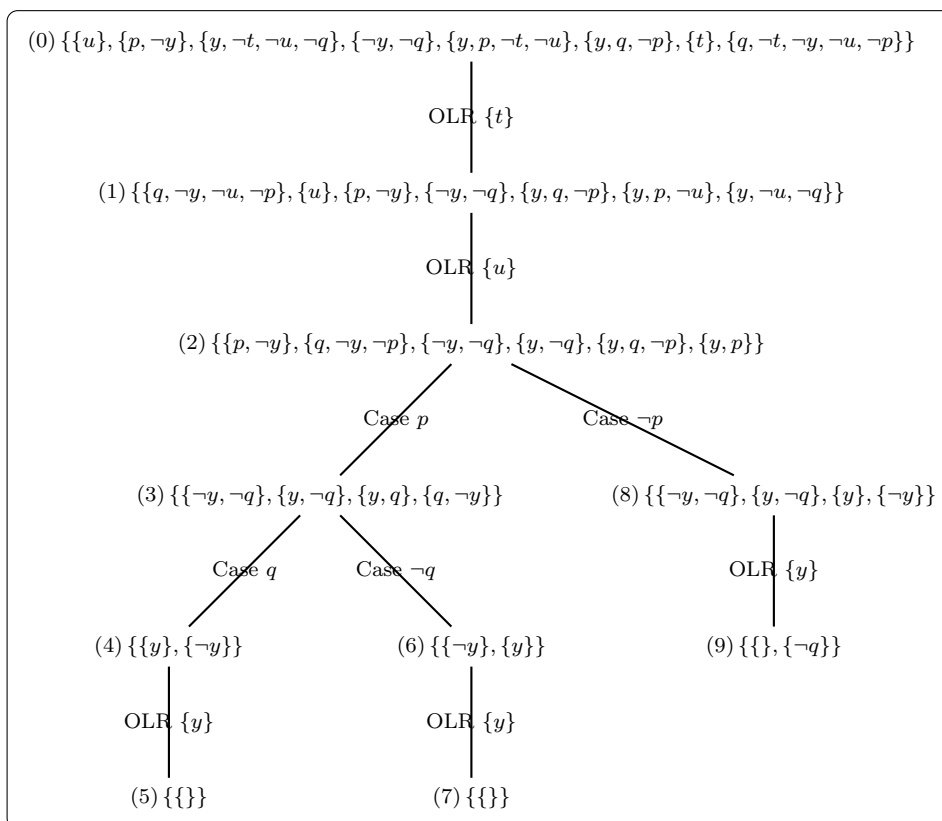 (0) {{u}, {p, ¬y}, {y, ¬t, ¬u, ¬q}, {¬y, ¬q}, {y, p, ¬t, ¬u}, {y, q, ¬p}, {t}, {q, ¬t, ¬y, ¬u, ¬p}}
OLR {t}
(1) {{q, ¬y, ¬u, ¬p}, {u}, {p, ¬y}, {¬y, ¬q}, {y, q, ¬p}, {y, p, ¬u}, {y, ¬u, ¬q}}
OLR {u}
(2) {{p, ¬y}, {q, ¬y, ¬p}, {¬y, ¬q}, {y, ¬q}, {y, q, ¬p}, {y, p}}
Case p Case ¬p
(3) {{¬y, ¬q}, {y, ¬q}, {y, q}, {q, ¬y}} (8) {{¬y, ¬q}, {y, ¬q}, {y}, {¬y}}
Case q Case ¬q OLR {y}
(4) {{y}, {¬y}} (6) {{¬y}, {y}} (9) {{}, {¬q}}
OLR {y} OLR {y}
(5) {{}} (7) {{}}